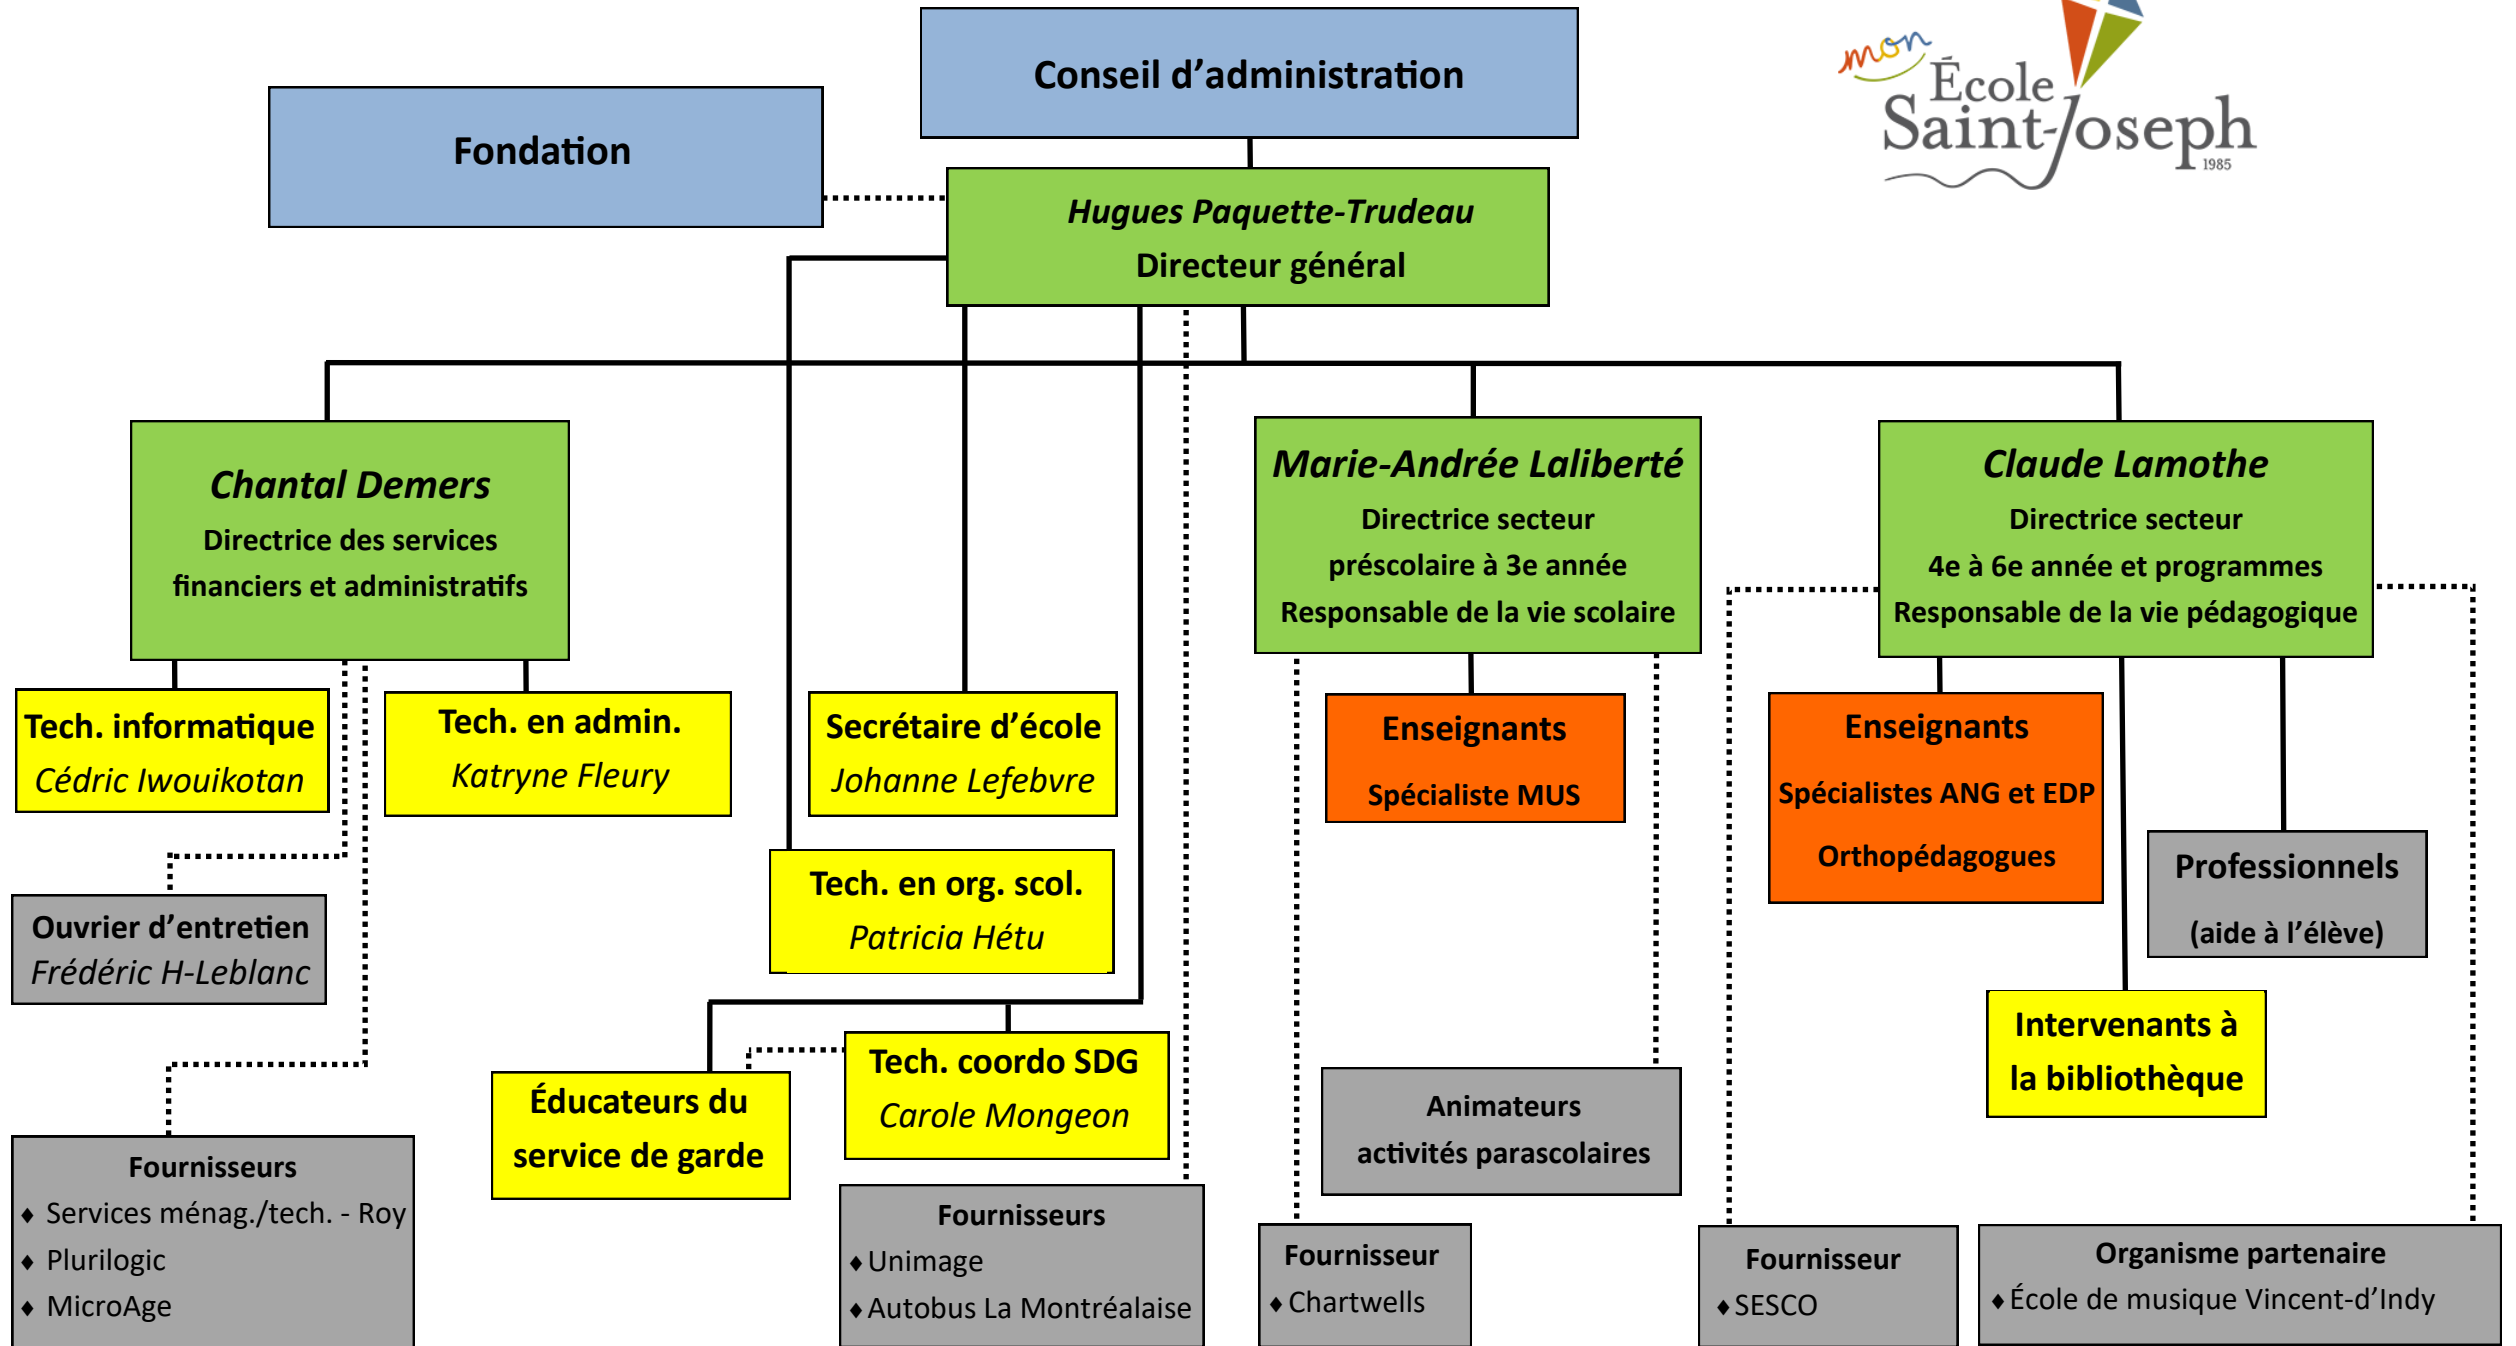 Conseil d'administration
Fondation
mon
École
Saint-Joseph
1985
Hugues Paquette-Trudeau
Directeur général
Chantal Demers
Directrice des services
financiers et administratifs
Marie-Andrée Laliberté
Directrice secteur
préscolaire à 3e année
Responsable de la vie scolaire
Claude Lamothe
Directrice secteur
4e à 6e année et programmes
Responsable de la vie pédagogique
Tech. informatique
Cédric Iwouikotan
Tech. en admin.
Katryne Fleury
Secrétaire d'école
Johanne Lefebvre
Enseignants
Spécialiste MUS
Enseignants
Spécialistes ANG et EDP
Orthopédagogues
Professionnels
(aide à l'élève)
Tech. en org. scol.
Patricia Hétu
Ouvrier d'entretien
Frédéric H-Leblanc
Intervenants à
la bibliothèque
Tech. coordo SDG
Carole Mongeon
Éducateurs du
service de garde
Animateurs
activités parascolaires
Fournisseurs
♦ Services ménag./tech. - Roy
♦ Plurilogic
♦ MicroAge
Fournisseurs
♦ Unimage
♦ Autobus La Montréalaise
Fournisseur
♦ Chartwells
Fournisseur
♦ SESCO
Organisme partenaire
♦ École de musique Vincent-d'Indy